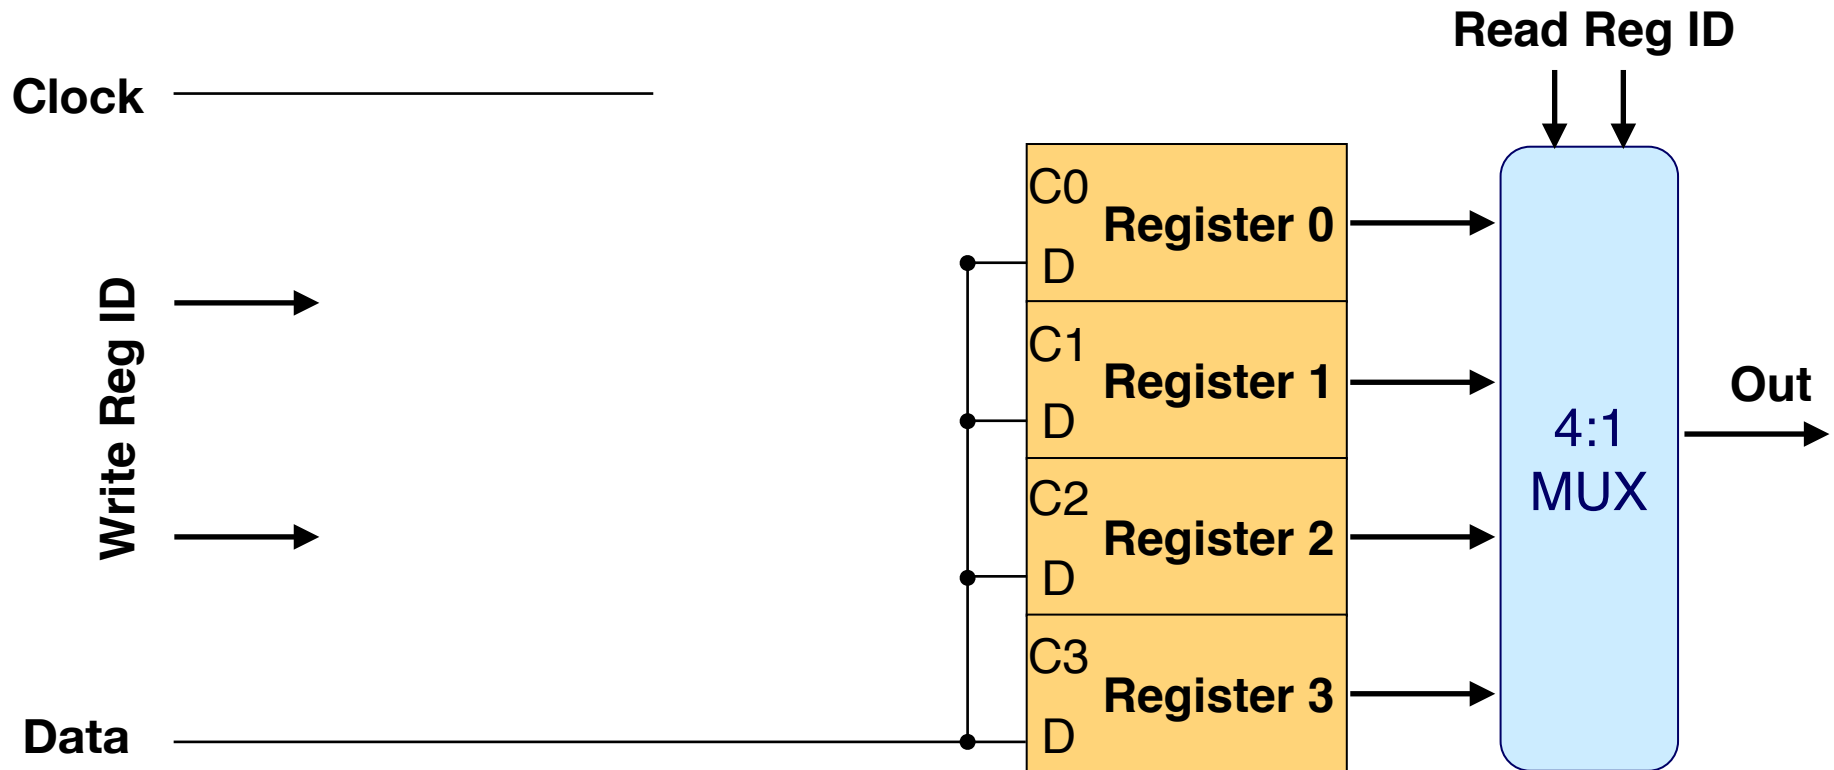 Read Reg ID
Clock
C0
Register 0
D
C1
Register 1
D
C2
Register 2
D
C3
Register 3
D
Write Reg ID
Data
4:1
MUX
Out